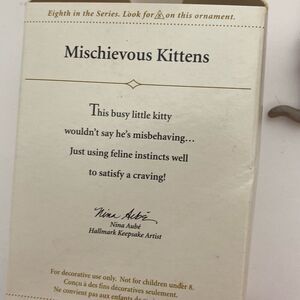 Eighth in the Series. Look for on this ornament.
Mischievous Kittens
This busy little kitty
wouldn't say he's misbehaving...
Just using feline instincts well
to satisfy a craving!
Nina Aubé
Nina Aubé
Hallmark Keepsake Artist
For decorative use only. Not for children under 8.
Conçu à des fins décoratives seulement.
Ne convient pas aux enfants de